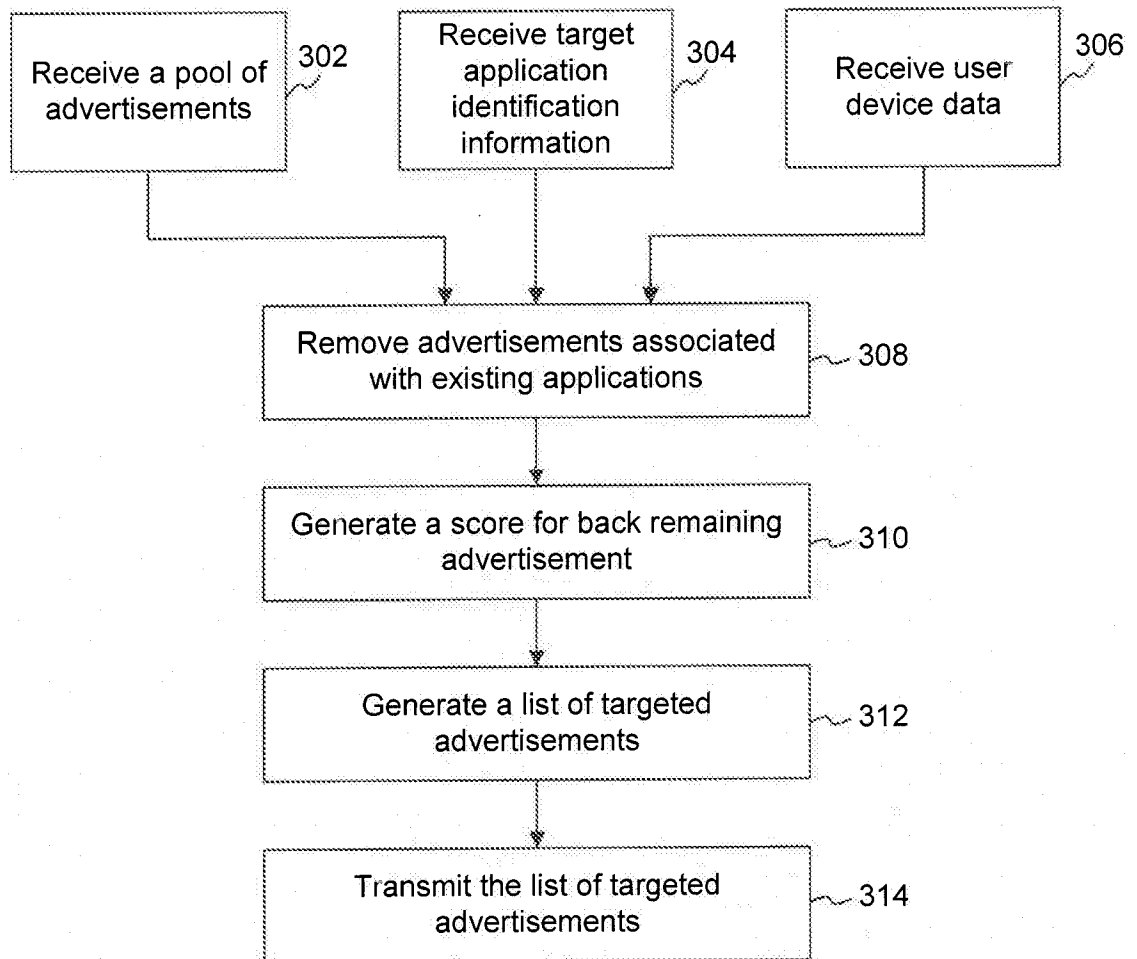 Receive a pool of
advertisements
302
Receive target
application
identification
information
304
Receive user
device data
306
Remove advertisements associated
with existing applications
308
Generate a score for back remaining
advertisement
310
Generate a list of targeted
advertisements
312
Transmit the list of targeted
advertisements
314